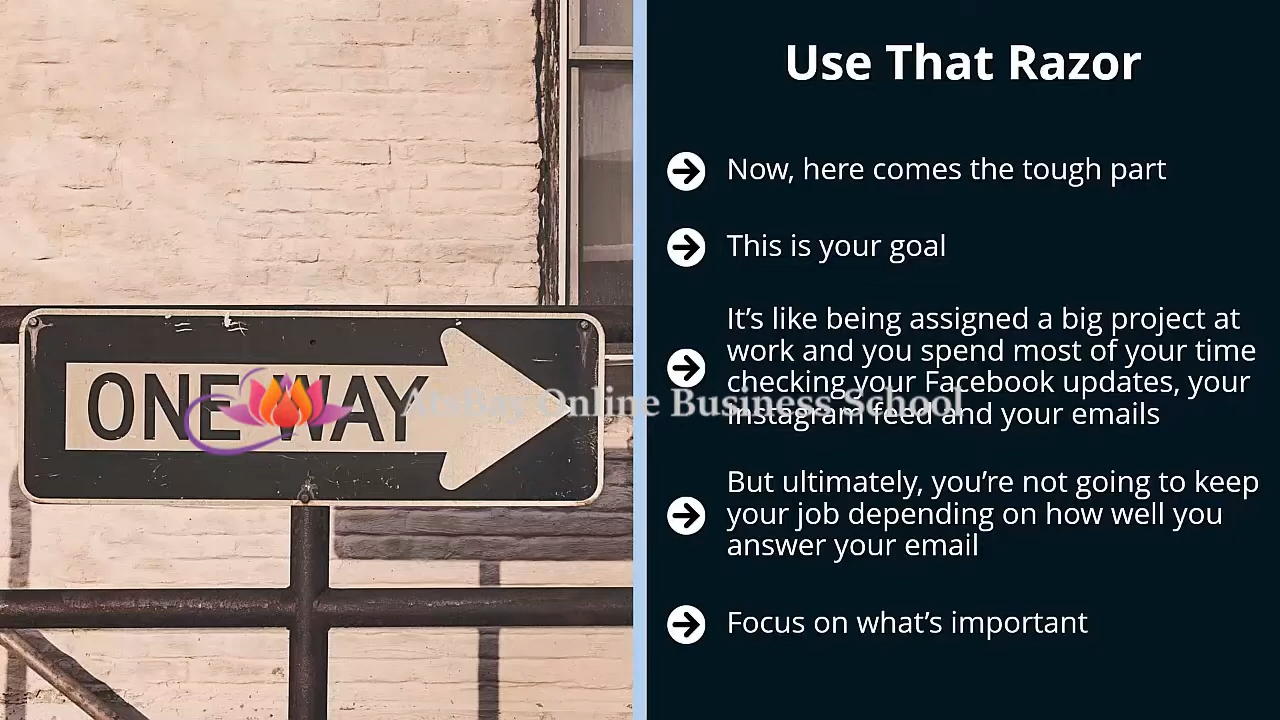 Use That Razor
Now, here comes the tough part
This is your goal
It’s like being assigned a big project at
work and you spend most of your time
checking your Facebook updates, your
Instagram feed and your emails
But ultimately, you’re not going to keep
your job depending on how well you
answer your email
Focus on what’s important
ONE WAY
Online Business School